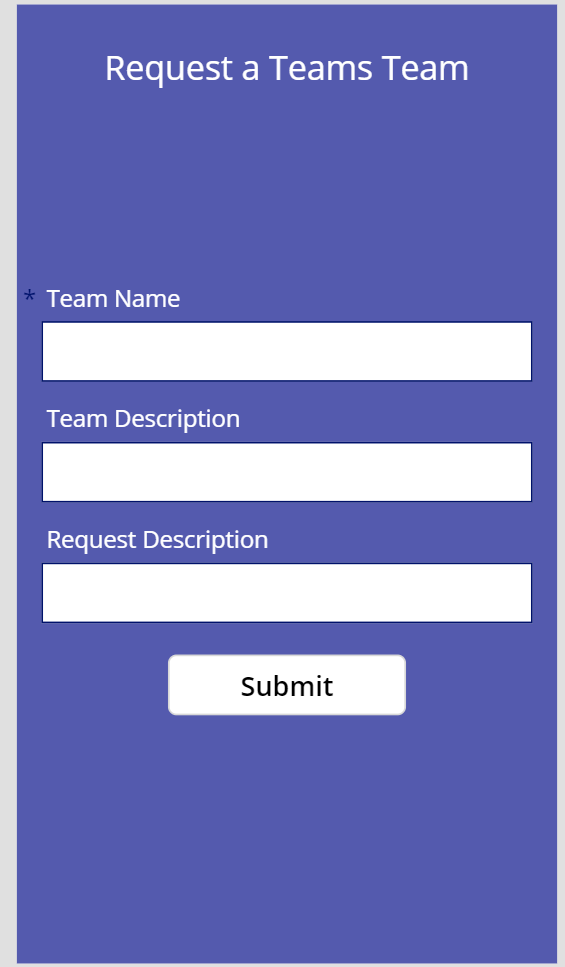 Request a Teams Team
* Team Name
Team Description
Request Description
Submit